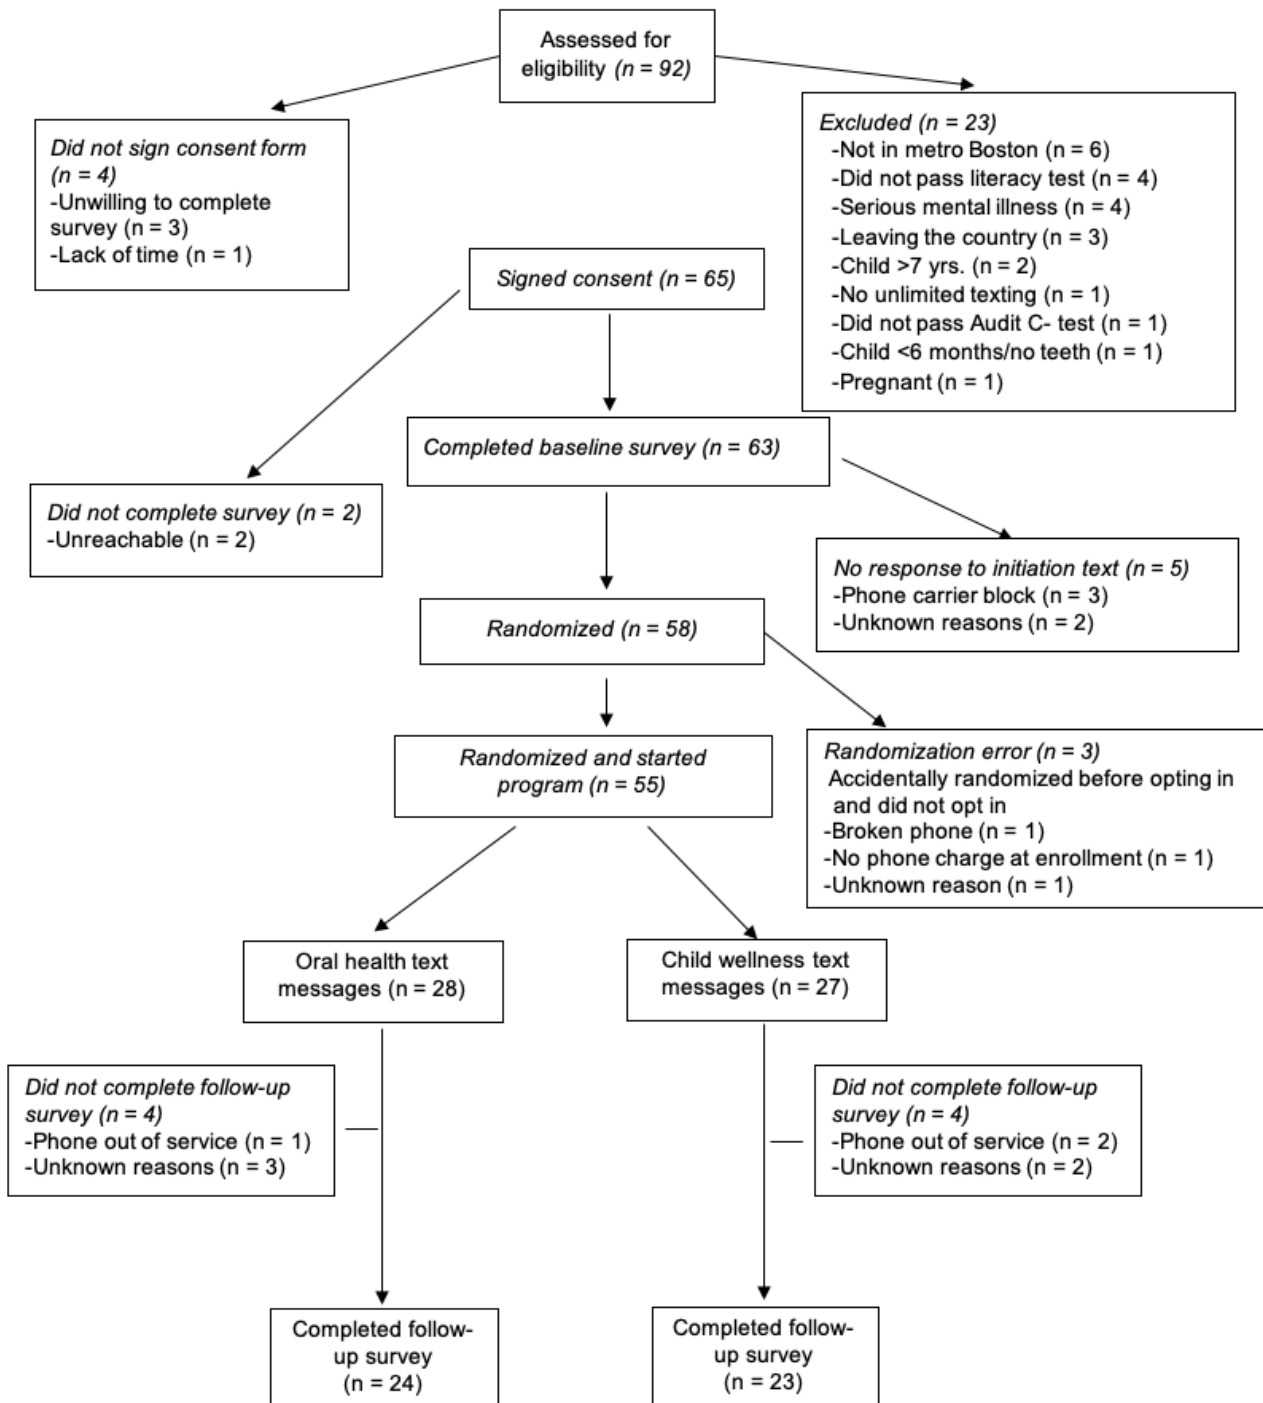 Assessed for
eligibility (n = 92)
Did not sign consent form
(n = 4)
-Unwilling to complete
survey (n = 3)
-Lack of time (n = 1)
Excluded (n = 23)
-Not in metro Boston (n = 6)
-Did not pass literacy test (n = 4)
-Serious mental illness (n = 4)
-Leaving the country (n = 3)
-Child >7 yrs. (n = 2)
-No unlimited texting (n = 1)
-Did not pass Audit C- test (n = 1)
-Child <6 months/no teeth (n = 1)
-Pregnant (n = 1)
Signed consent (n = 65)
Completed baseline survey (n = 63)
Did not complete survey (n = 2)
-Unreachable (n = 2)
No response to initiation text (n = 5)
-Phone carrier block (n = 3)
-Unknown reasons (n = 2)
Randomized (n = 58)
Randomized and started
program (n = 55)
Randomization error (n = 3)
Accidentally randomized before opting in
and did not opt in
-Broken phone (n = 1)
-No phone charge at enrollment (n = 1)
-Unknown reason (n = 1)
Oral health text
messages (n = 28)
Child wellness text
messages (n = 27)
Did not complete follow-up
survey (n = 4)
-Phone out of service (n = 1)
-Unknown reasons (n = 3)
Did not complete follow-up
survey (n = 4)
-Phone out of service (n = 2)
-Unknown reasons (n = 2)
Completed follow-
up survey
(n = 24)
Completed follow-
up survey
(n = 23)